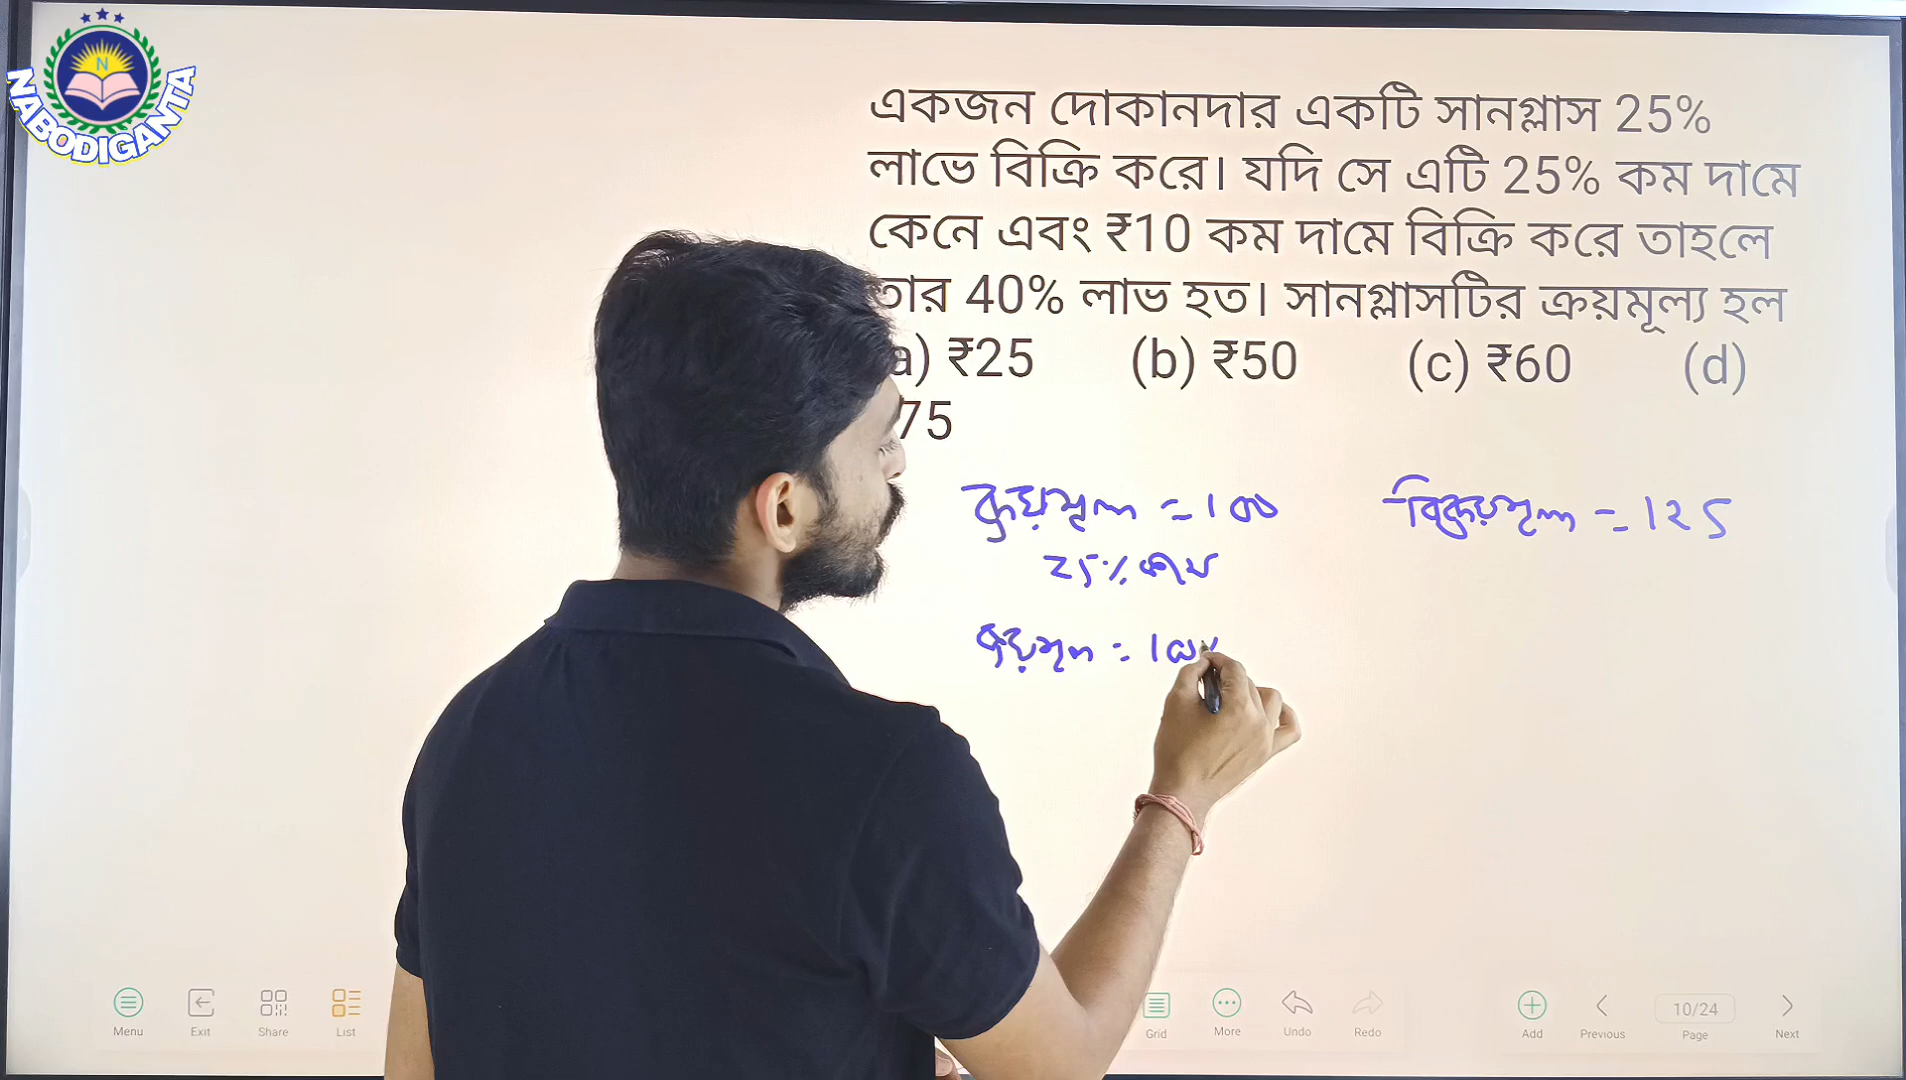 N
NABODIGANTA
একজন দোকানদার একটি সানগ্লাস 25%
লাভে বিক্রি করে। যদি সে এটি 25% কম দামে
কেনে এবং ₹10 কম দামে বিক্রি করে তাহলে
তার 40% লাভ হত। সানগ্লাসটির ক্রয়মূল্য হল
a) ₹25 (b) ₹50 (c) ₹60 (d)
75
ক্রয়মূল্য = 100 বিক্রয়মূল্য = 125
25% কমে
ক্রয়মূল্য = 100
Menu Exit Share List Grid More Undo Redo Add Previous 10/24 Page Next